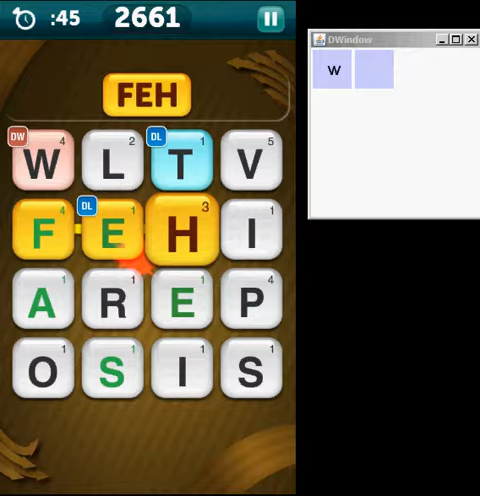 :45 2661
DWindow
w
FEH
DW 4 2 DL 1 5
W L T V
4 DL 1 3 1
F E H I
1 1 1 4
A R E P
1 1 1 1
O S I S